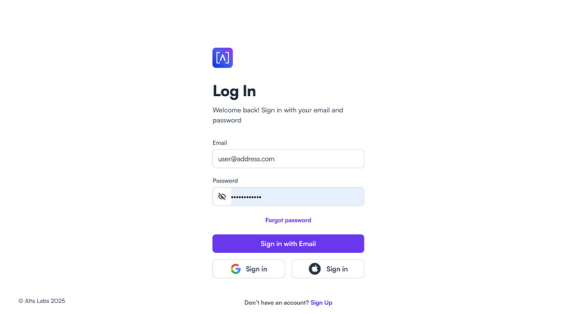 [A]
Log In
Welcome back! Sign in with your email and
password
Email
user@address.com
Password
••••••••••••
Forgot password
Sign in with Email
Sign in
Sign in
© Alta Labs 2025
Don't have an account? Sign Up